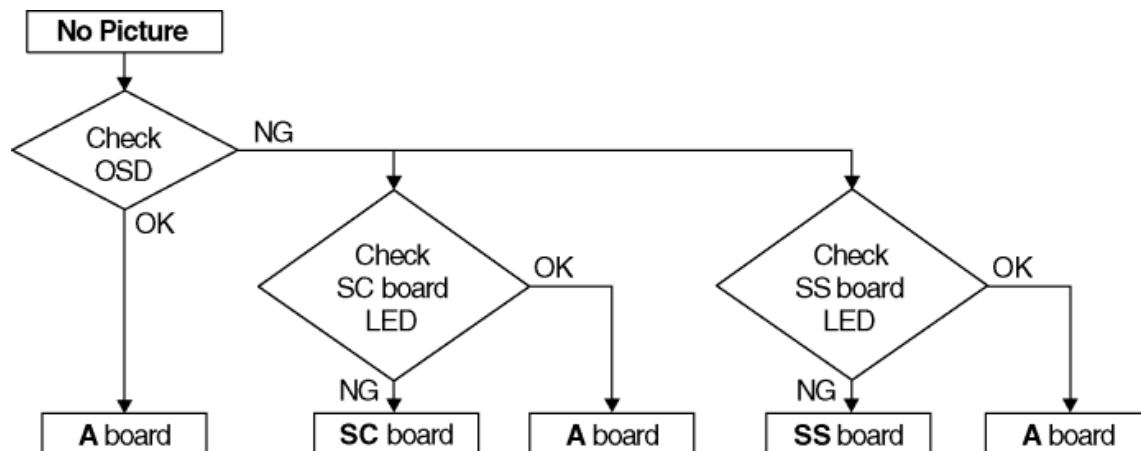 No Picture
Check
OSD
NG
OK
Check
SC board
LED
OK
NG
Check
SS board
LED
OK
NG
A board
SC board
A board
SS board
A board